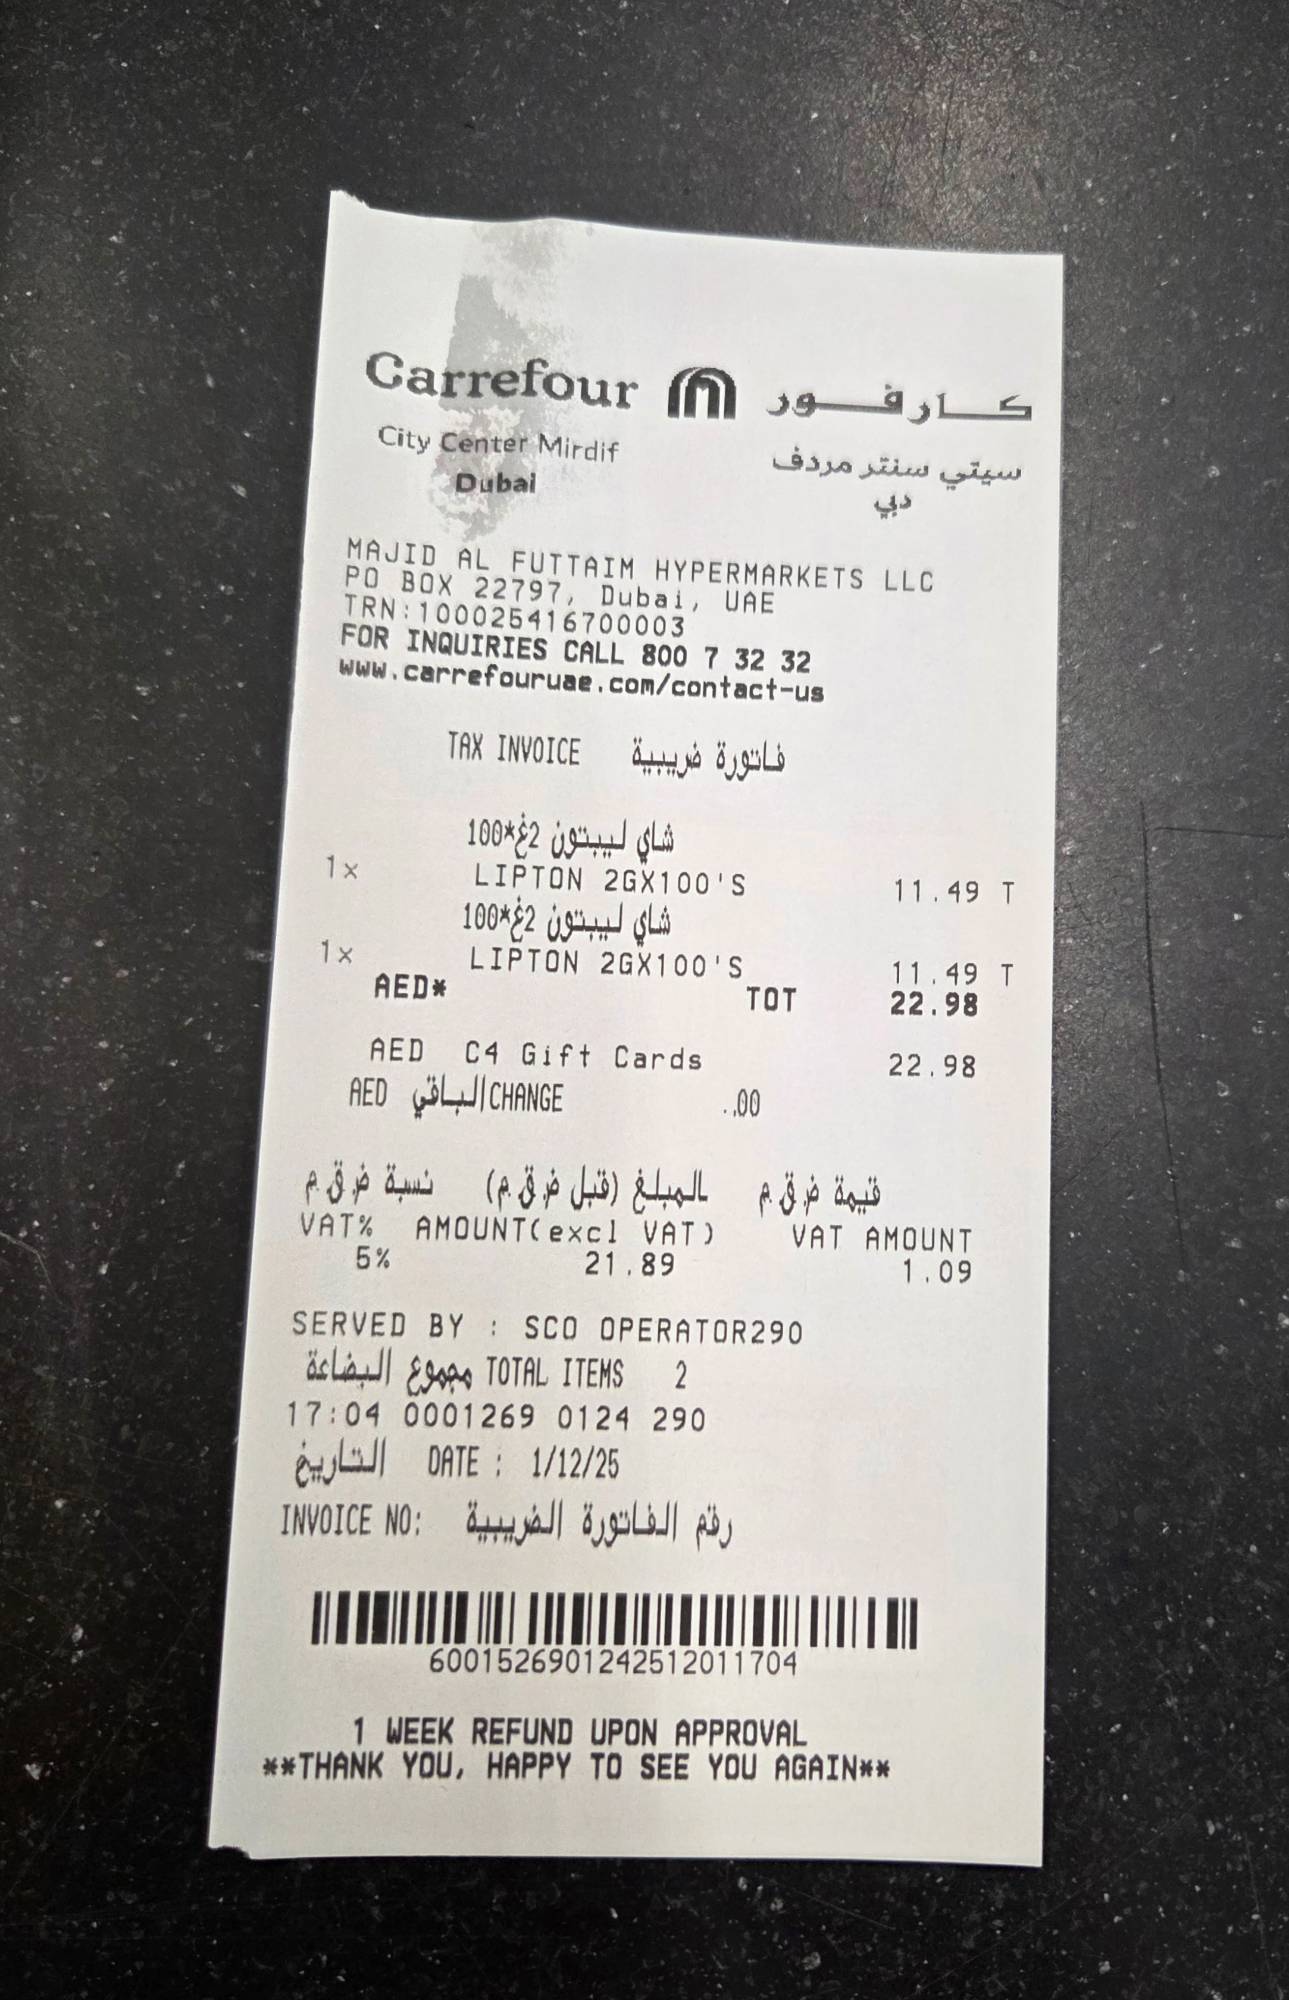 Carrefour كارفور
City Center Mirdif سيتي سنتر مردف
Dubai دبي
MAJID AL FUTTAIM HYPERMARKETS LLC
PO BOX 22797, Dubai, UAE
TRN:100025416700003
FOR INQUIRIES CALL 800 7 32 32
www.carrefouruae.com/contact-us
TAX INVOICE فاتورة ضريبية
شاي ليبتون 2غ*100
1x LIPTON 2GX100'S 11.49 T
شاي ليبتون 2غ*100
1x LIPTON 2GX100'S 11.49 T
AED* TOT 22.98
AED C4 Gift Cards 22.98
AED الباقي CHANGE .00
نسبة ض.ق.م المبلغ (قبل ض.ق.م) قيمة ض.ق.م
VAT% AMOUNT(excl VAT) VAT AMOUNT
5% 21.89 1.09
SERVED BY : SCO OPERATOR290
مجموع البضاعة TOTAL ITEMS 2
17:04 0001269 0124 290
التاريخ DATE : 1/12/25
INVOICE NO: رقم الفاتورة الضريبية
6001526901242512011704
1 WEEK REFUND UPON APPROVAL
**THANK YOU, HAPPY TO SEE YOU AGAIN**